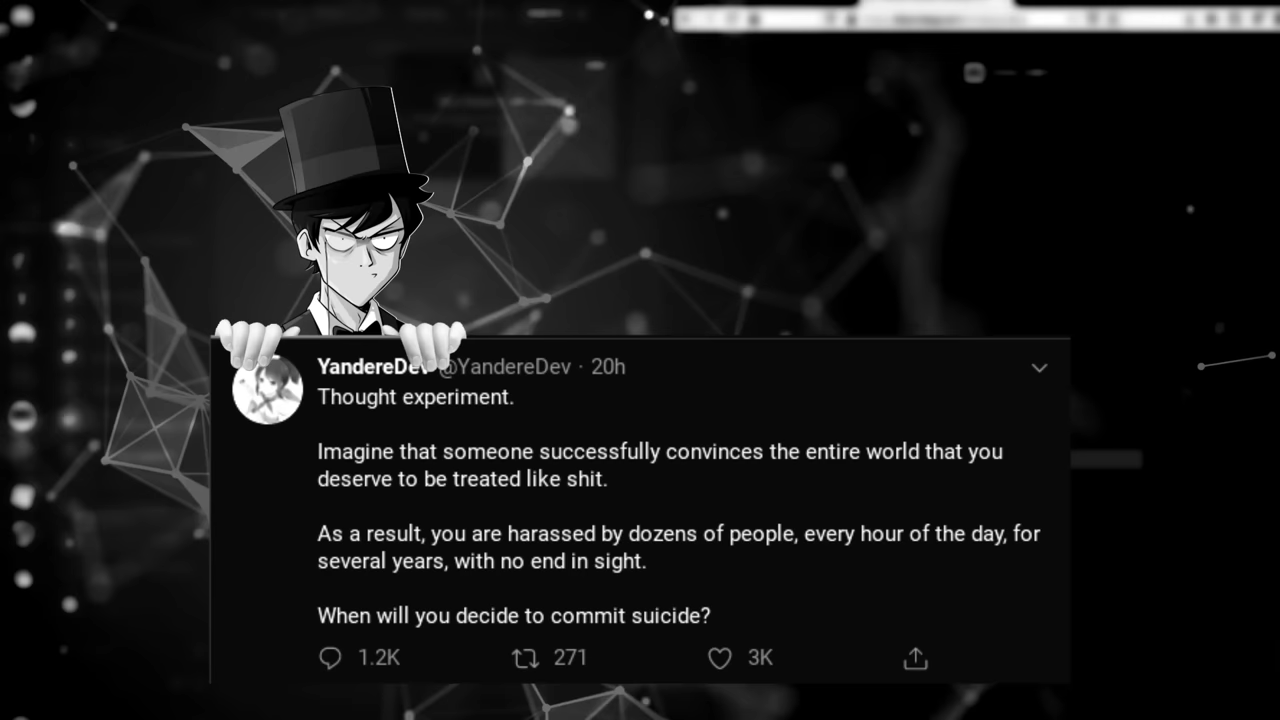 YandereDev @YandereDev · 20h
Thought experiment.
Imagine that someone successfully convinces the entire world that you
deserve to be treated like shit.
As a result, you are harassed by dozens of people, every hour of the day, for
several years, with no end in sight.
When will you decide to commit suicide?
1.2K 271 3K